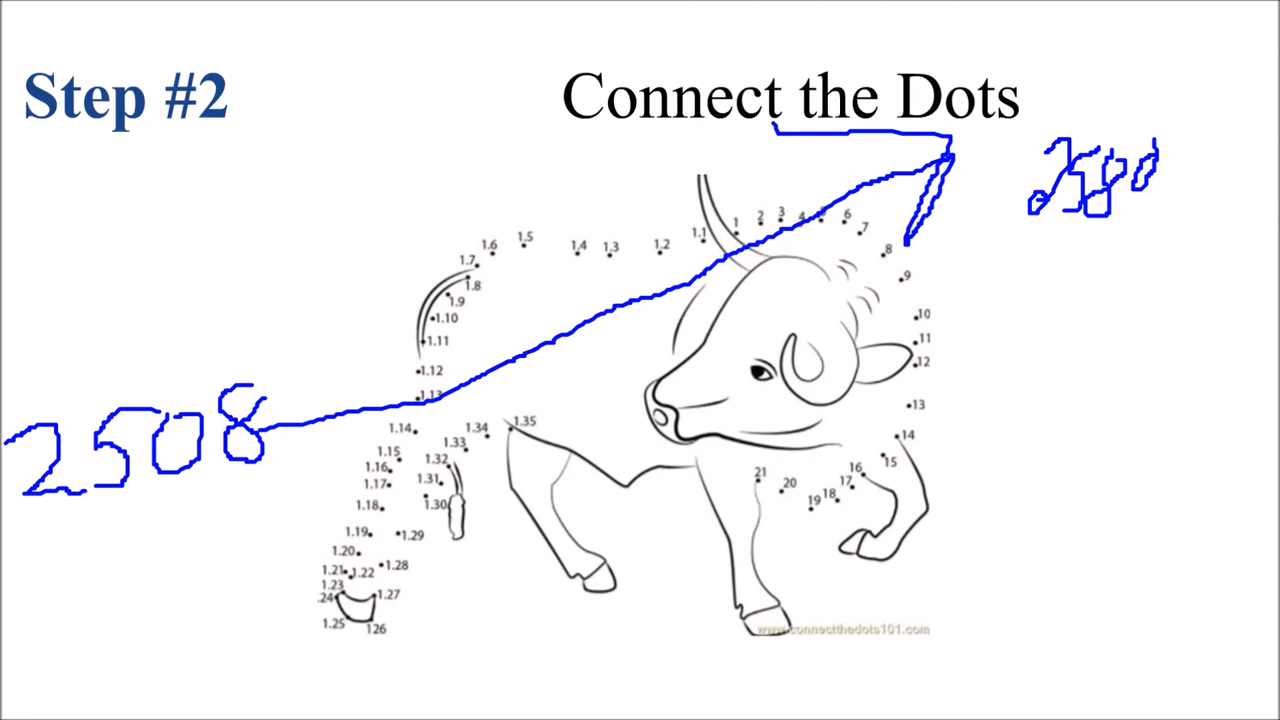 Step #2
Connect the Dots
1.1 1 2 3 4 5 6 7
1.7 1.6 1.5 1.4 1.3 1.2 8
1.8 9
1.9
1.10 10
1.11 11
1.12 12
1.13 13
2508
1.14 1.34 1.35 14
1.15 1.33 15
1.16 1.32 21 16
1.17 1.31 20 17
1.18 1.30 19 18
1.19 1.29
1.20
1.21 1.22 1.28
1.23
.24 1.27
1.25 126
www.connectthedots101.com